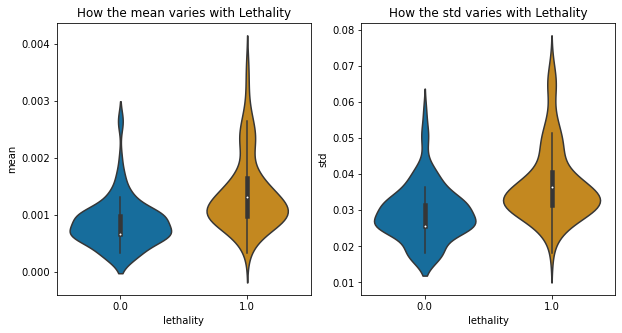 How the mean varies with Lethality
mean
0.004
0.003
0.002
0.001
0.000
0.0
1.0
lethality
How the std varies with Lethality
std
0.08
0.07
0.06
0.05
0.04
0.03
0.02
0.01
0.0
1.0
lethality